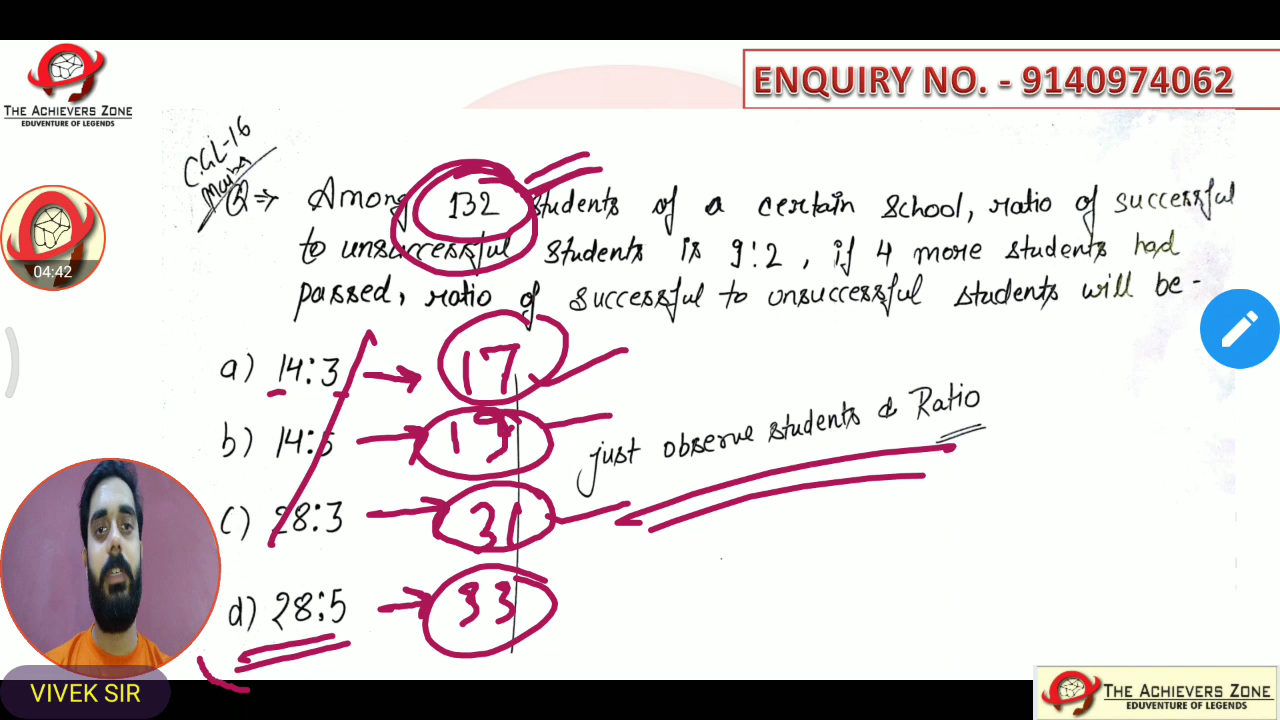 THE ACHIEVERS ZONE
EDUVENTURE OF LEGENDS
ENQUIRY NO. - 9140974062
CGL-16
Mains
Q ⇒ Among 132 students of a certain school, ratio of successful
to unsuccessful students is 9:2, if 4 more students had
passed, ratio of successful to unsuccessful students will be -
a) 14:3 → 17
b) 14:5 → 19
just observe students & Ratio
c) 28:3 → 31
d) 28:5 → 33
04:42
VIVEK SIR
THE ACHIEVERS ZONE
EDUVENTURE OF LEGENDS